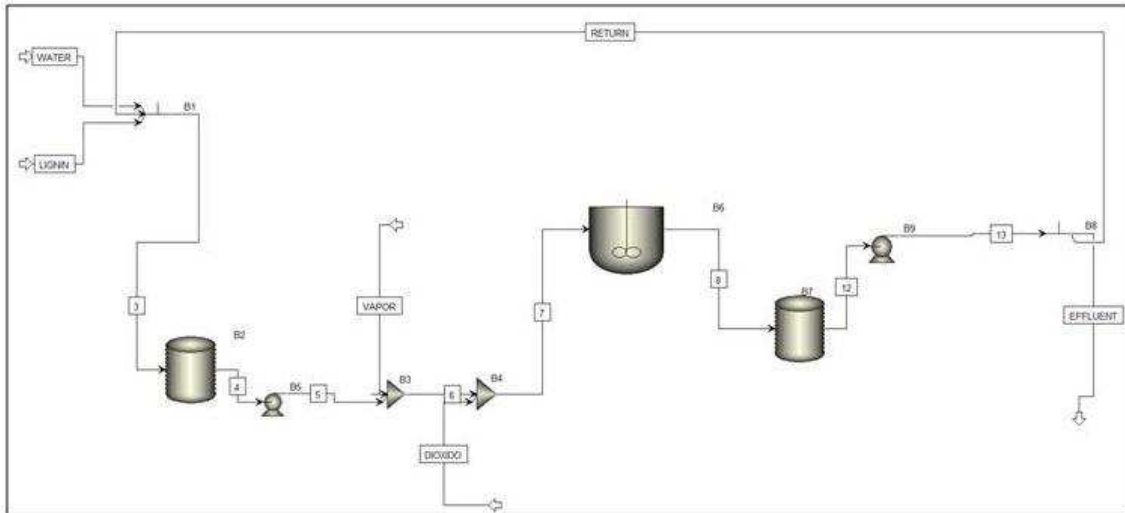 RETURN
WATER
B1
LIGNIN
B6
B9
13
B8
3
VAPOR
7
8
12
B7
EFFLUENT
B2
4
B5
5
B3
6
B4
DIOXIDO